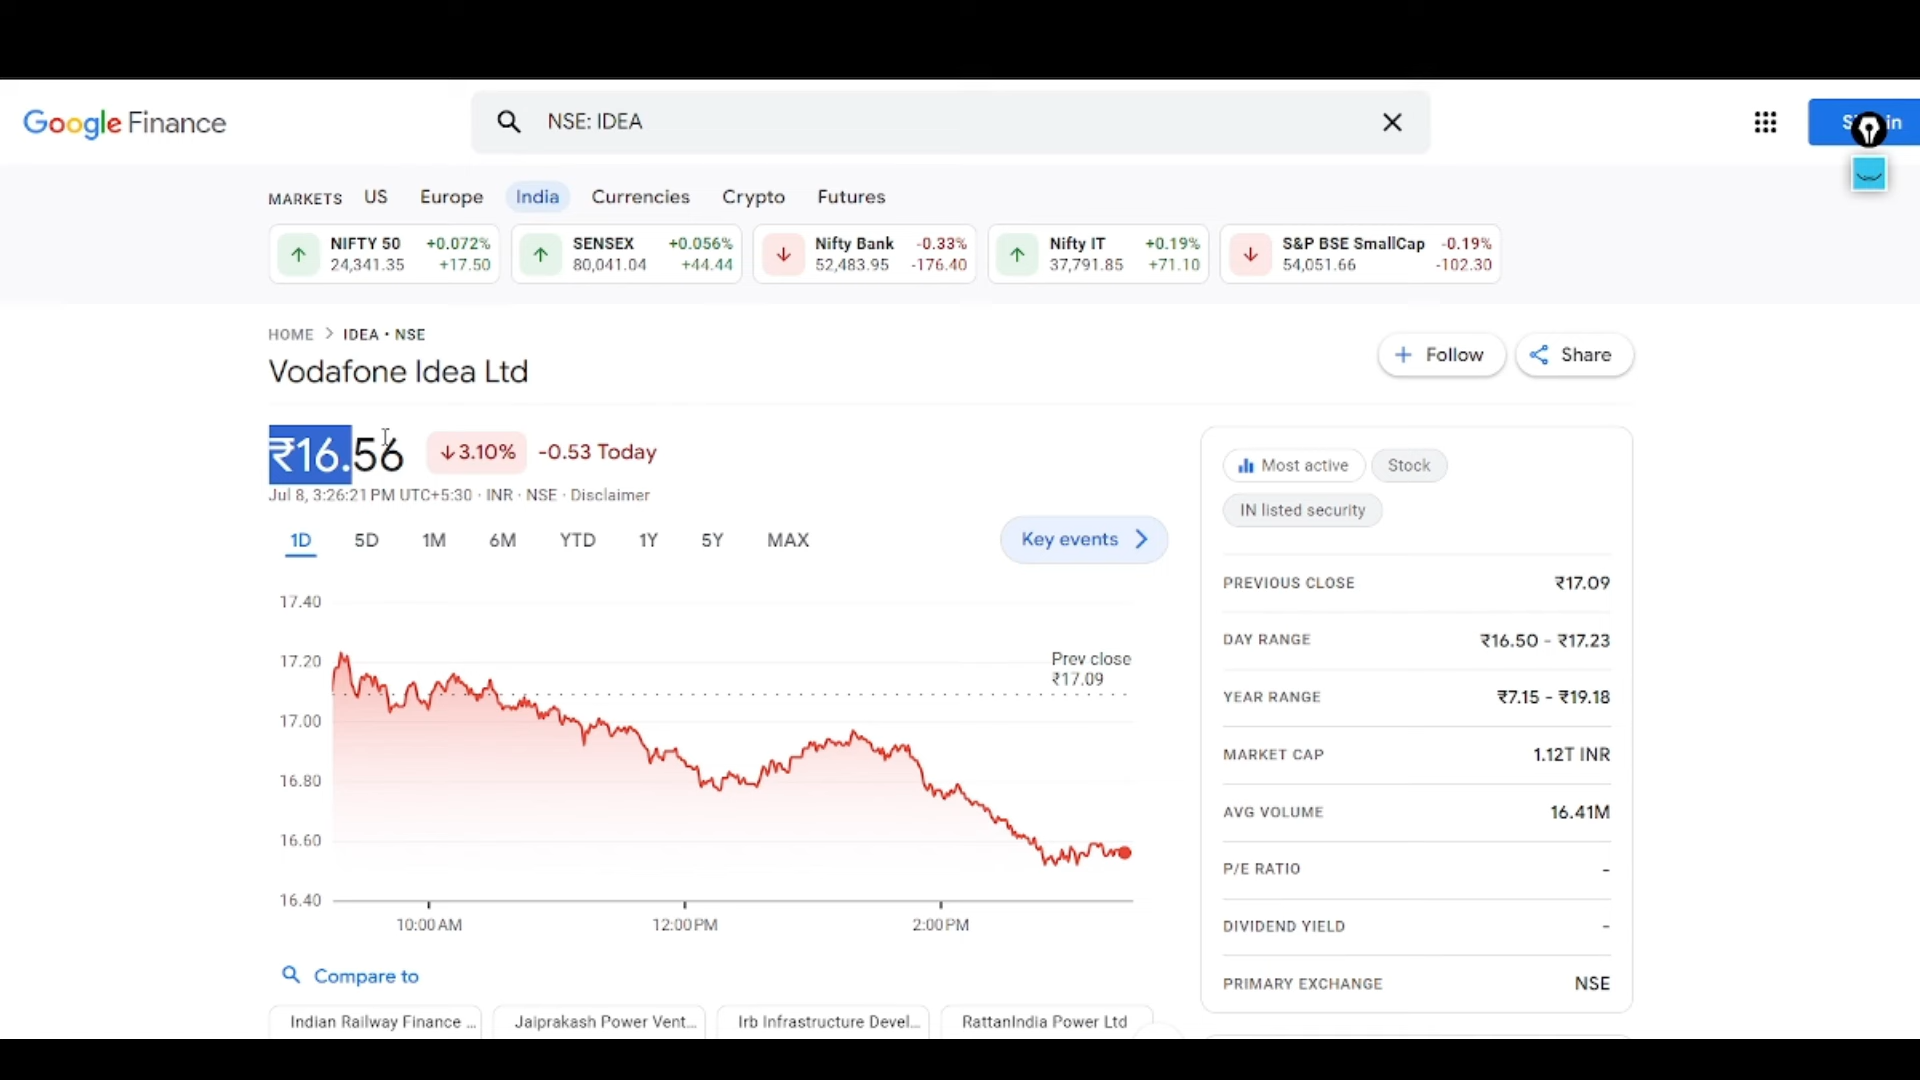 Google Finance
NSE: IDEA
MARKETS US Europe India Currencies Crypto Futures
NIFTY 50 +0.072%
24,341.35 +17.50
SENSEX +0.056%
80,041.04 +44.44
Nifty Bank -0.33%
52,483.95 -176.40
Nifty IT +0.19%
37,791.85 +71.10
S&P BSE SmallCap -0.19%
54,051.66 -102.30
HOME > IDEA • NSE
Vodafone Idea Ltd
+ Follow
Share
₹16.56 ↓3.10% -0.53 Today
Jul 8, 3:26:21 PM UTC+5:30 · INR · NSE · Disclaimer
1D 5D 1M 6M YTD 1Y 5Y MAX
Key events >
17.40
17.20
17.00
16.80
16.60
16.40
Prev close
₹17.09
10:00 AM 12:00 PM 2:00 PM
Compare to
Indian Railway Finance ...
Jaiprakash Power Vent...
Irb Infrastructure Devel...
RattanIndia Power Ltd
Most active
Stock
IN listed security
PREVIOUS CLOSE ₹17.09
DAY RANGE ₹16.50 - ₹17.23
YEAR RANGE ₹7.15 - ₹19.18
MARKET CAP 1.12T INR
AVG VOLUME 16.41M
P/E RATIO -
DIVIDEND YIELD -
PRIMARY EXCHANGE NSE